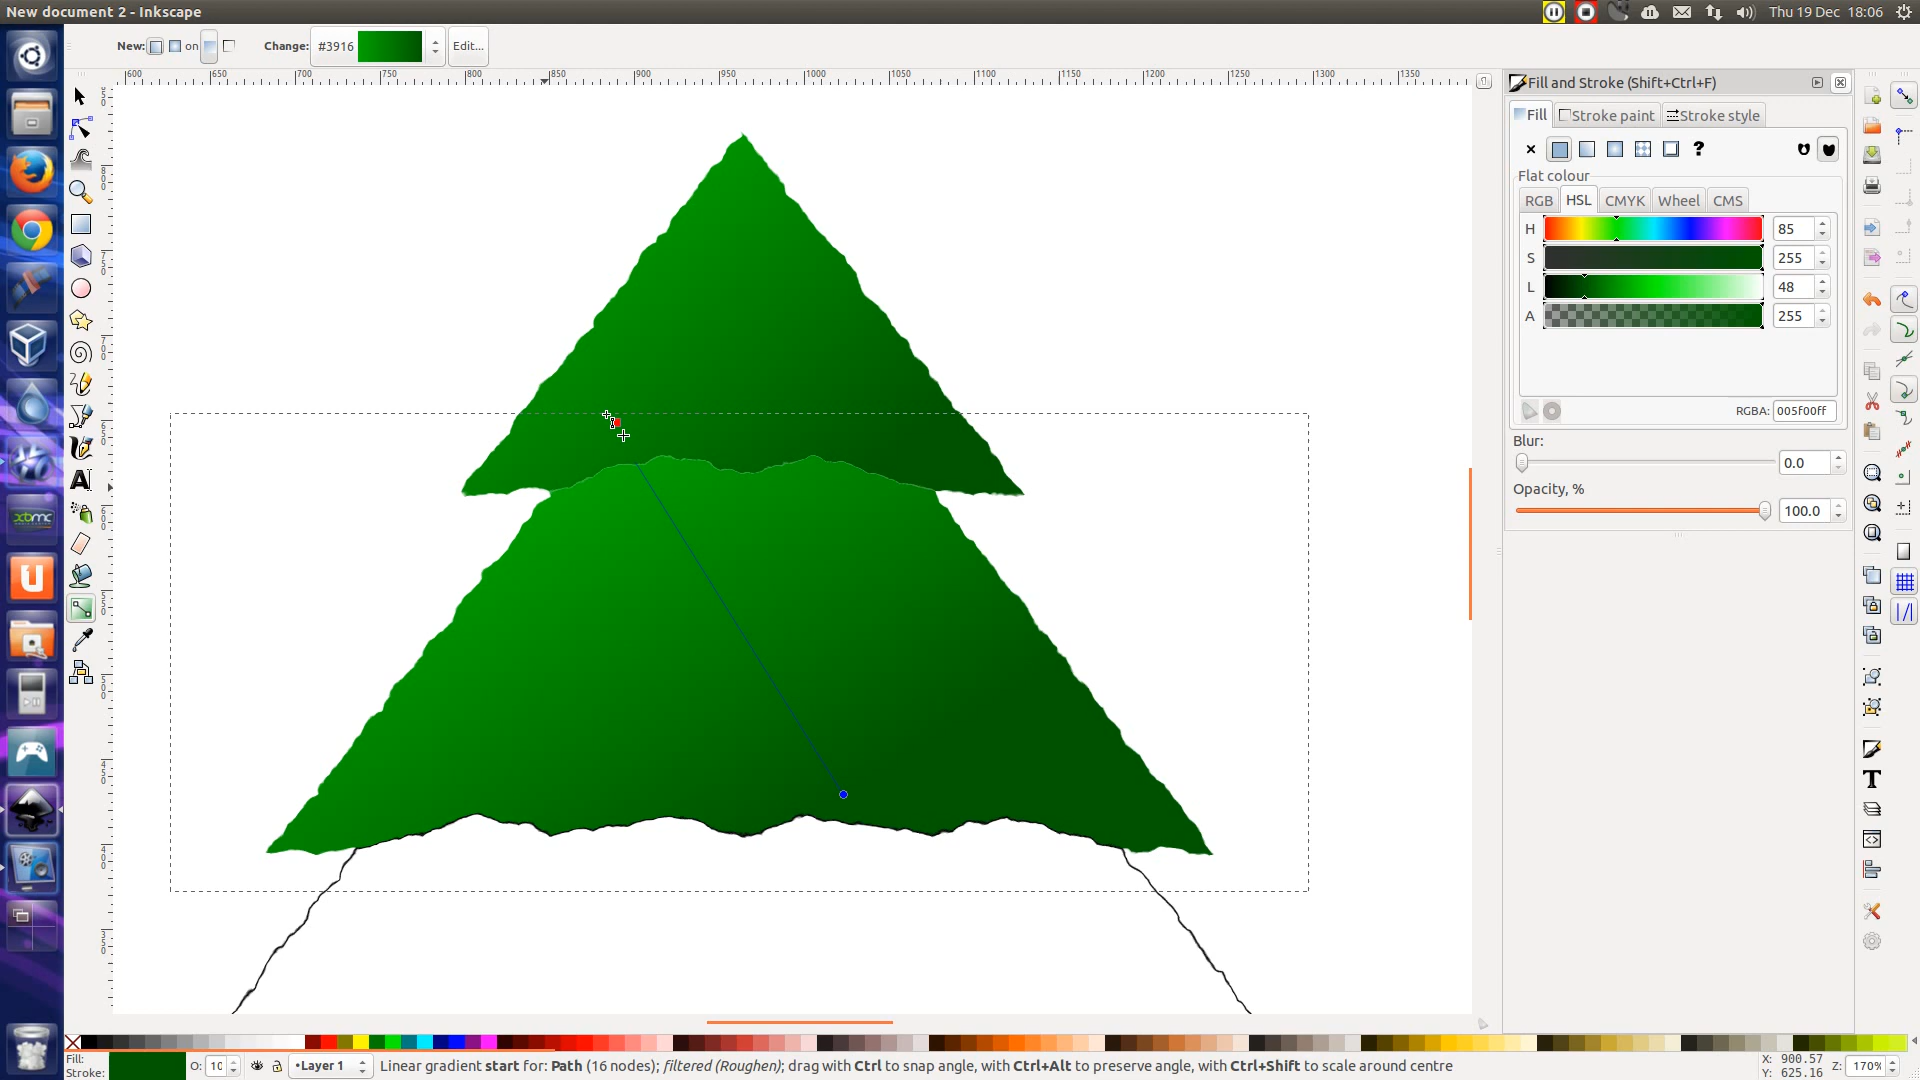 New document 2 - Inkscape
Thu 19 Dec 18:06
New: on Change: #3916 Edit...
600 650 700 750 800 850 900 950 1000 1050 1100 1150 1200 1250 1300 1350
Fill and Stroke (Shift+Ctrl+F)
Fill Stroke paint Stroke style
?
Flat colour
RGB HSL CMYK Wheel CMS
H 85
S 255
L 48
A 255
RGBA: 005f00ff
Blur:
0.0
Opacity, %
100.0
xbmc
Fill:
Stroke:
O: 10
•Layer 1
Linear gradient start for: Path (16 nodes); filtered (Roughen); drag with Ctrl to snap angle, with Ctrl+Alt to preserve angle, with Ctrl+Shift to scale around centre
X: 900.57
Y: 625.16
Z: 170%